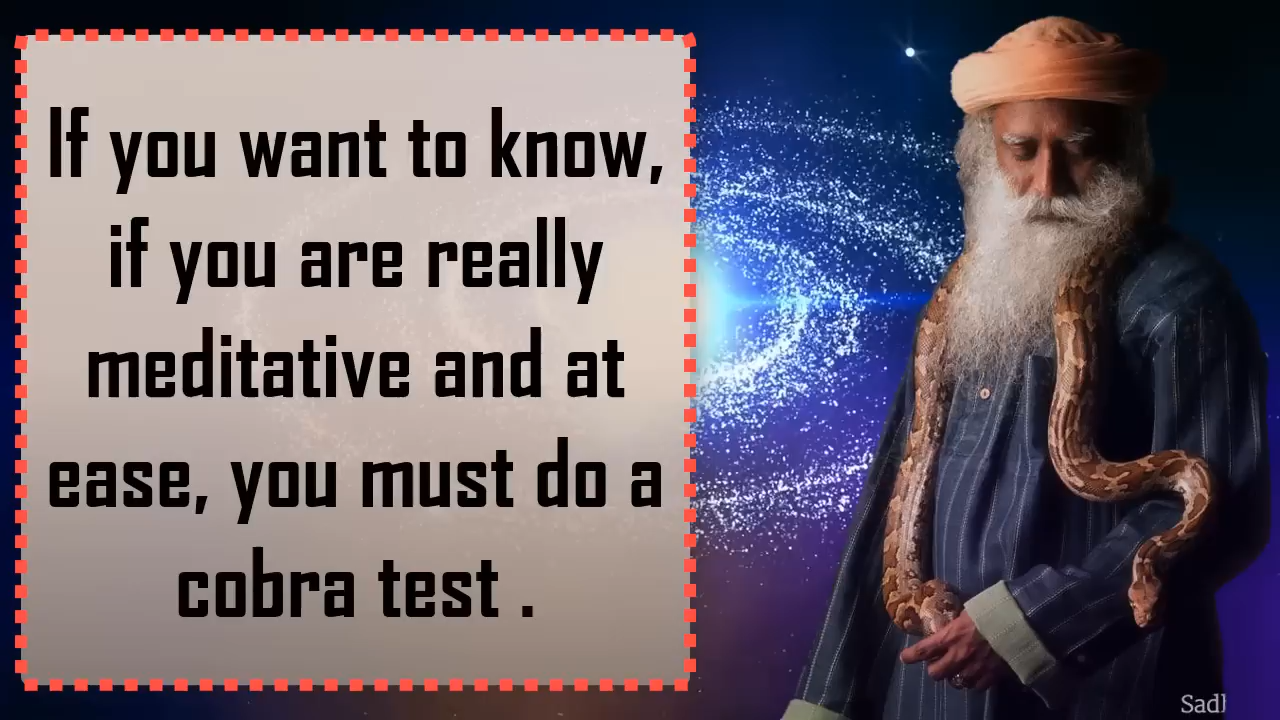 If you want to know,
if you are really
meditative and at
ease, you must do a
cobra test .